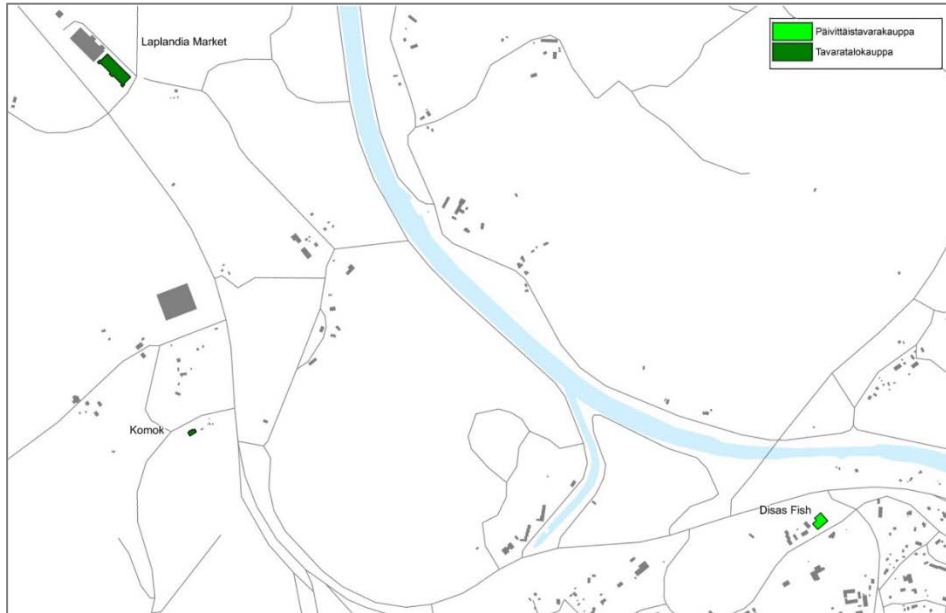 Laplandia Market
Päivittäistavarakauppa
Tavaratalokauppa
Komok
Disas Fish